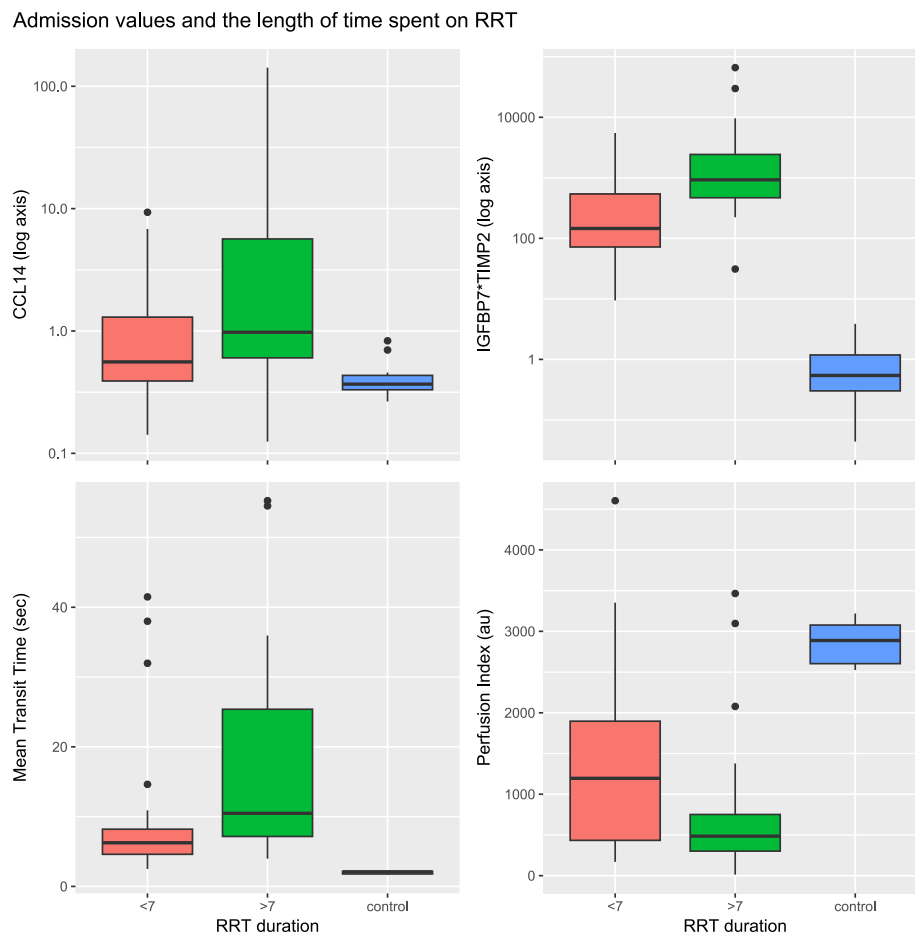 Admission values and the length of time spent on RRT
CCL14 (log axis)
100.0
10.0
1.0
0.1
IGFBP7*TIMP2 (log axis)
10000
100
1
Mean Transit Time (sec)
40
20
0
<7
>7
control
RRT duration
Perfusion Index (au)
4000
3000
2000
1000
0
<7
>7
control
RRT duration